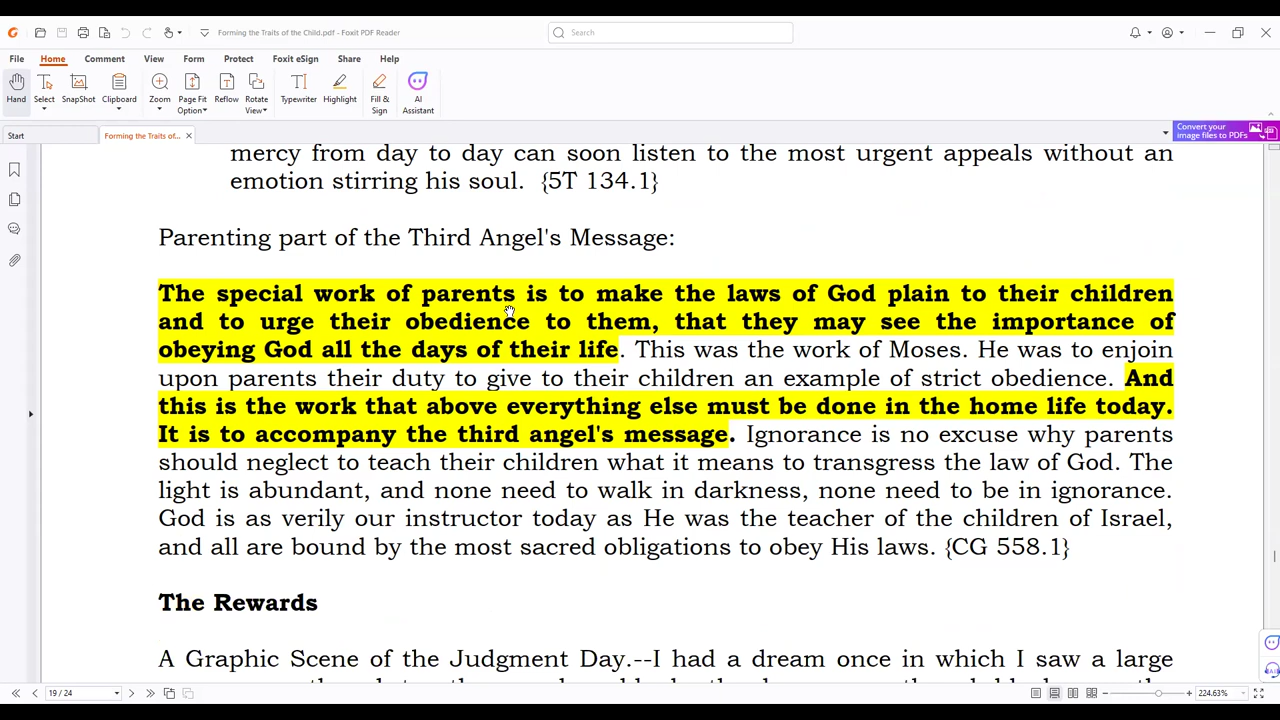 Forming the Traits of the Child.pdf - Foxit PDF Reader
Search
File Home Comment View Form Protect Foxit eSign Share Help
Hand Select SnapShot Clipboard Zoom Page Fit Option Reflow Rotate View Typewriter Highlight Fill & Sign AI Assistant
Start Forming the Traits of...
Convert your image files to PDFs
mercy from day to day can soon listen to the most urgent appeals without an
emotion stirring his soul. {5T 134.1}
Parenting part of the Third Angel's Message:
The special work of parents is to make the laws of God plain to their children
and to urge their obedience to them, that they may see the importance of
obeying God all the days of their life. This was the work of Moses. He was to enjoin
upon parents their duty to give to their children an example of strict obedience. And
this is the work that above everything else must be done in the home life today.
It is to accompany the third angel's message. Ignorance is no excuse why parents
should neglect to teach their children what it means to transgress the law of God. The
light is abundant, and none need to walk in darkness, none need to be in ignorance.
God is as verily our instructor today as He was the teacher of the children of Israel,
and all are bound by the most sacred obligations to obey His laws. {CG 558.1}
The Rewards
A Graphic Scene of the Judgment Day.--I had a dream once in which I saw a large
19 / 24
224.63%